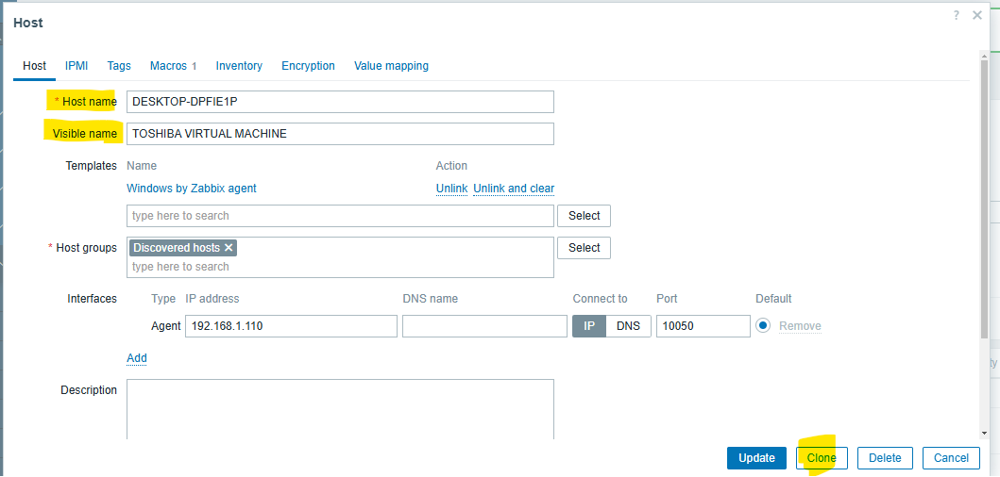 Host
?
Host IPMI Tags Macros 1 Inventory Encryption Value mapping
* Host name DESKTOP-DPFIE1P
Visible name TOSHIBA VIRTUAL MACHINE
Templates Name Action
Windows by Zabbix agent Unlink Unlink and clear
type here to search Select
* Host groups Discovered hosts Select
type here to search
Interfaces Type IP address DNS name Connect to Port Default
Agent 192.168.1.110 IP DNS 10050 Remove
Add
Description
Update Clone Delete Cancel